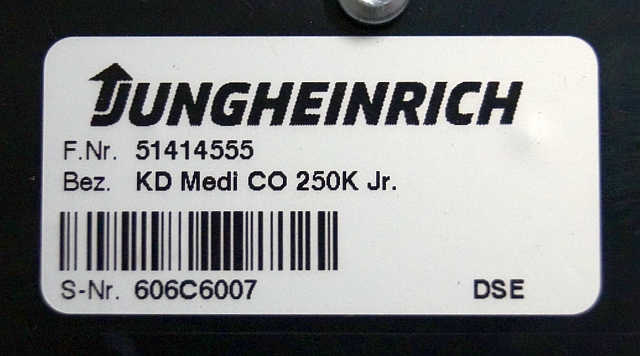 JUNGHEINRICH
F.Nr. 51414555
Bez. KD Medi CO 250K Jr.
S-Nr. 606C6007 DSE